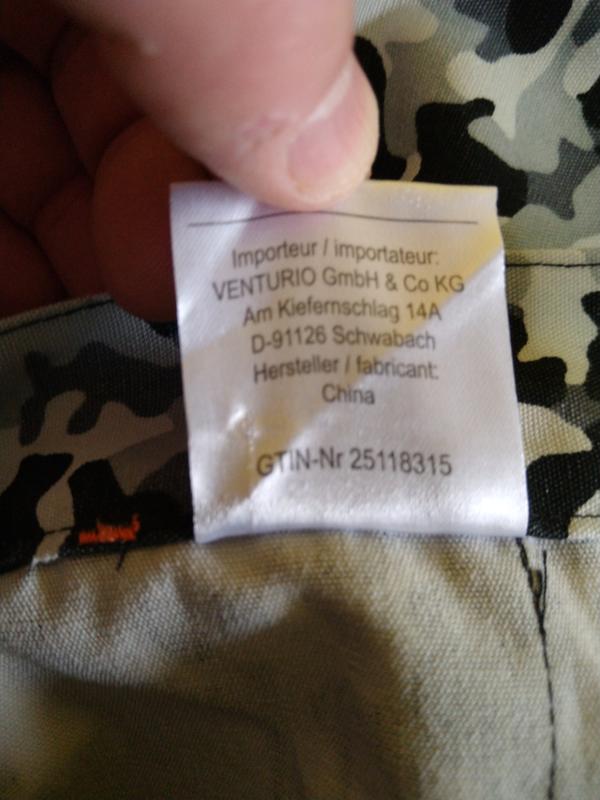 Importeur / importateur:
VENTURIO GmbH & Co KG
Am Kiefernschlag 14A
D-91126 Schwabach
Hersteller / fabricant:
China
GTIN-Nr 25118315